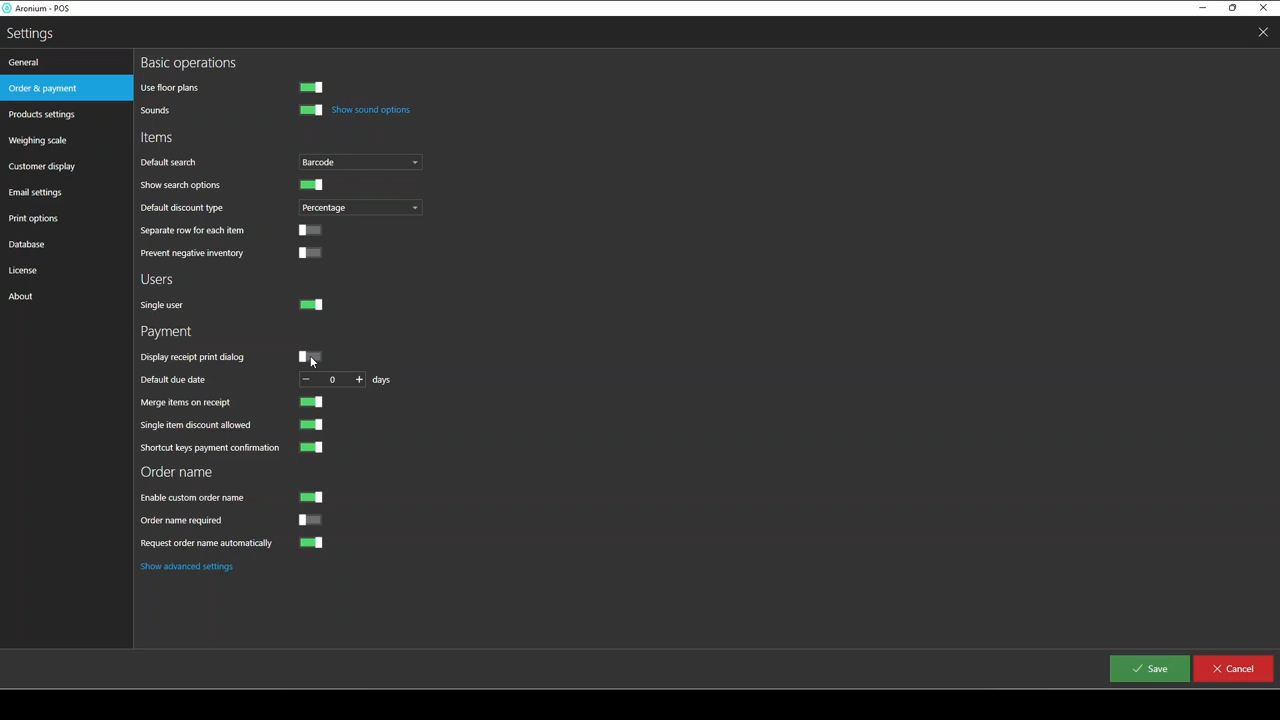 Aronium - POS
Settings
General
Order & payment
Products settings
Weighing scale
Customer display
Email settings
Print options
Database
License
About
Basic operations
Use floor plans
Sounds Show sound options
Items
Default search Barcode
Show search options
Default discount type Percentage
Separate row for each item
Prevent negative inventory
Users
Single user
Payment
Display receipt print dialog
Default due date 0 days
Merge items on receipt
Single item discount allowed
Shortcut keys payment confirmation
Order name
Enable custom order name
Order name required
Request order name automatically
Show advanced settings
Save Cancel